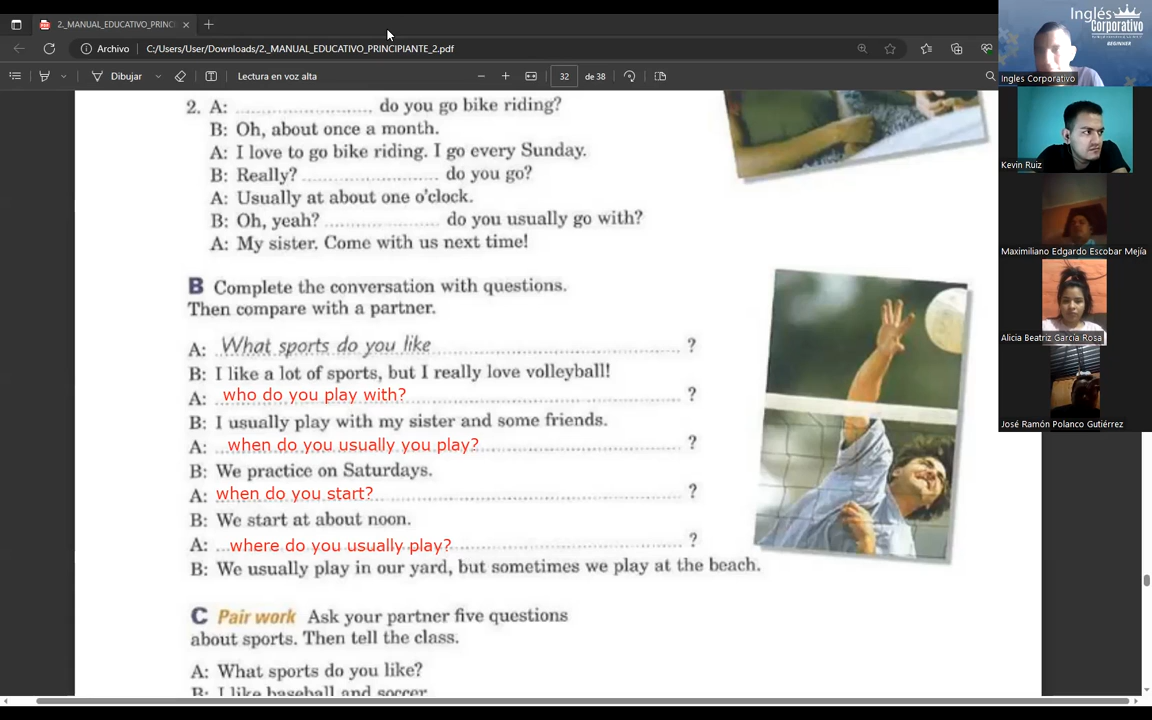 2._MANUAL_EDUCATIVO_PRINC
Archivo
C:/Users/User/Downloads/2._MANUAL_EDUCATIVO_PRINCIPIANTE_2.pdf
Dibujar
Lectura en voz alta
32
de 38
2. A: .............................. do you go bike riding?
B: Oh, about once a month.
A: I love to go bike riding. I go every Sunday.
B: Really? .............................. do you go?
A: Usually at about one o'clock.
B: Oh, yeah? .............................. do you usually go with?
A: My sister. Come with us next time!
B Complete the conversation with questions.
Then compare with a partner.
A: What sports do you like ?
B: I like a lot of sports, but I really love volleyball!
A: who do you play with? ?
B: I usually play with my sister and some friends.
A: when do you usually you play? ?
B: We practice on Saturdays.
A: when do you start? ?
B: We start at about noon.
A: where do you usually play? ?
B: We usually play in our yard, but sometimes we play at the beach.
C Pair work Ask your partner five questions
about sports. Then tell the class.
A: What sports do you like?
B: I like baseball and soccer.
Inglés
Corporativo
BEGINNER
Ingles Corporativo
Kevin Ruiz
Maximiliano Edgardo Escobar Mejía
Alicia Beatriz García Rosa
José Ramón Polanco Gutiérrez